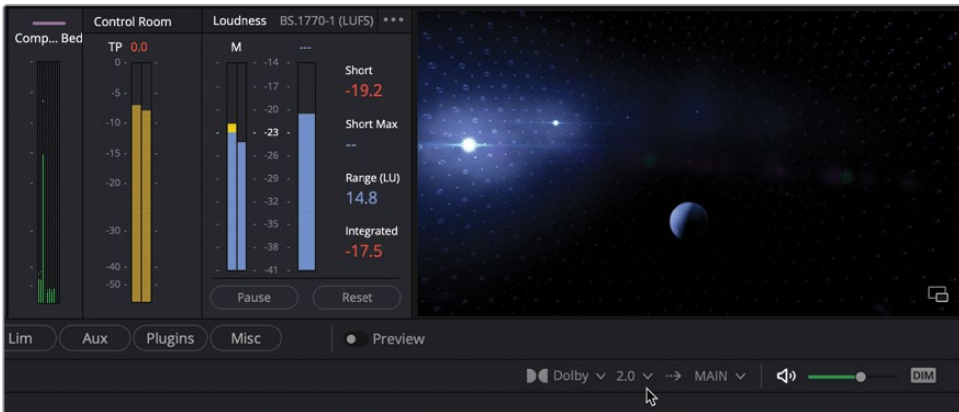 Control Room
Loudness BS.1770-1 (LUFS)
Comp... Bed
TP 0.0
M ---
0 -
-5 -
-10 -
-15 -
-20 -
-30 -
-40 -
-50 -
- -14 -
- -17 -
- -20 -
- -23 -
- -26 -
- -29 -
- -32 -
- -35 -
- -38 -
- -41 -
Short
-19.2
Short Max
--
Range (LU)
14.8
Integrated
-17.5
Pause
Reset
Lim
Aux
Plugins
Misc
Preview
Dolby
2.0
MAIN
DIM